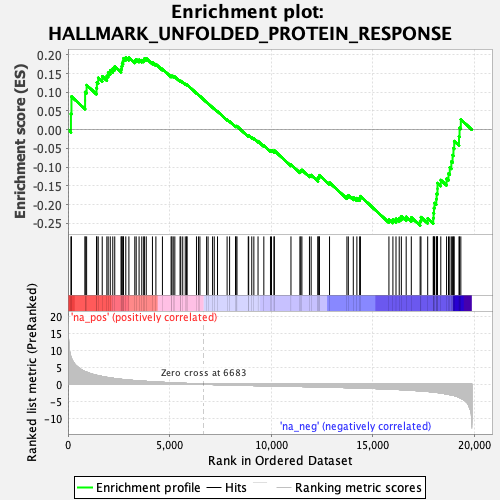 Enrichment plot:
HALLMARK_UNFOLDED_PROTEIN_RESPONSE
Enrichment score (ES)
0.20
0.15
0.10
0.05
0.00
-0.05
-0.10
-0.15
-0.20
-0.25
Ranked list metric (PreRanked)
20
15
10
5
0
-5
-10
'na_pos' (positively correlated)
Zero cross at 6683
'na_neg' (negatively correlated)
0
5,000
10,000
15,000
20,000
Rank in Ordered Dataset
Enrichment profile
Hits
Ranking metric scores